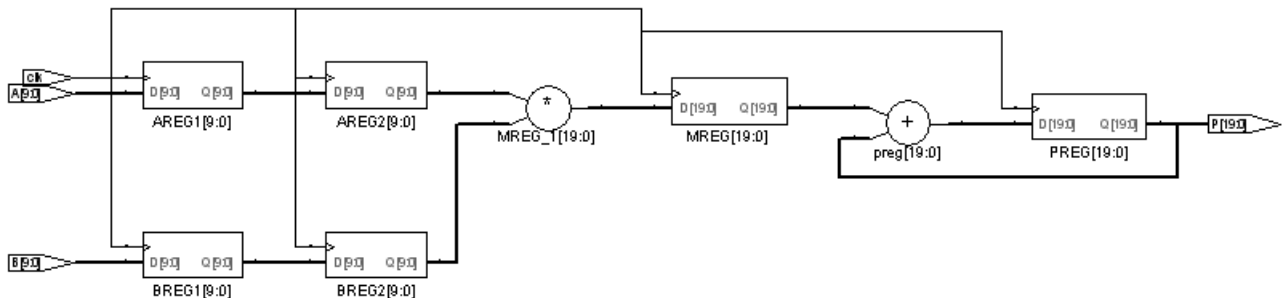 clk
A[9:0]
D[9:0] Q[9:0]
AREG1[9:0]
D[9:0] Q[9:0]
AREG2[9:0]
*
MREG_1[19:0]
D[19:0] Q[19:0]
MREG[19:0]
+
preg[19:0]
D[19:0] Q[19:0]
PREG[19:0]
P[19:0]
B[9:0]
D[9:0] Q[9:0]
BREG1[9:0]
D[9:0] Q[9:0]
BREG2[9:0]